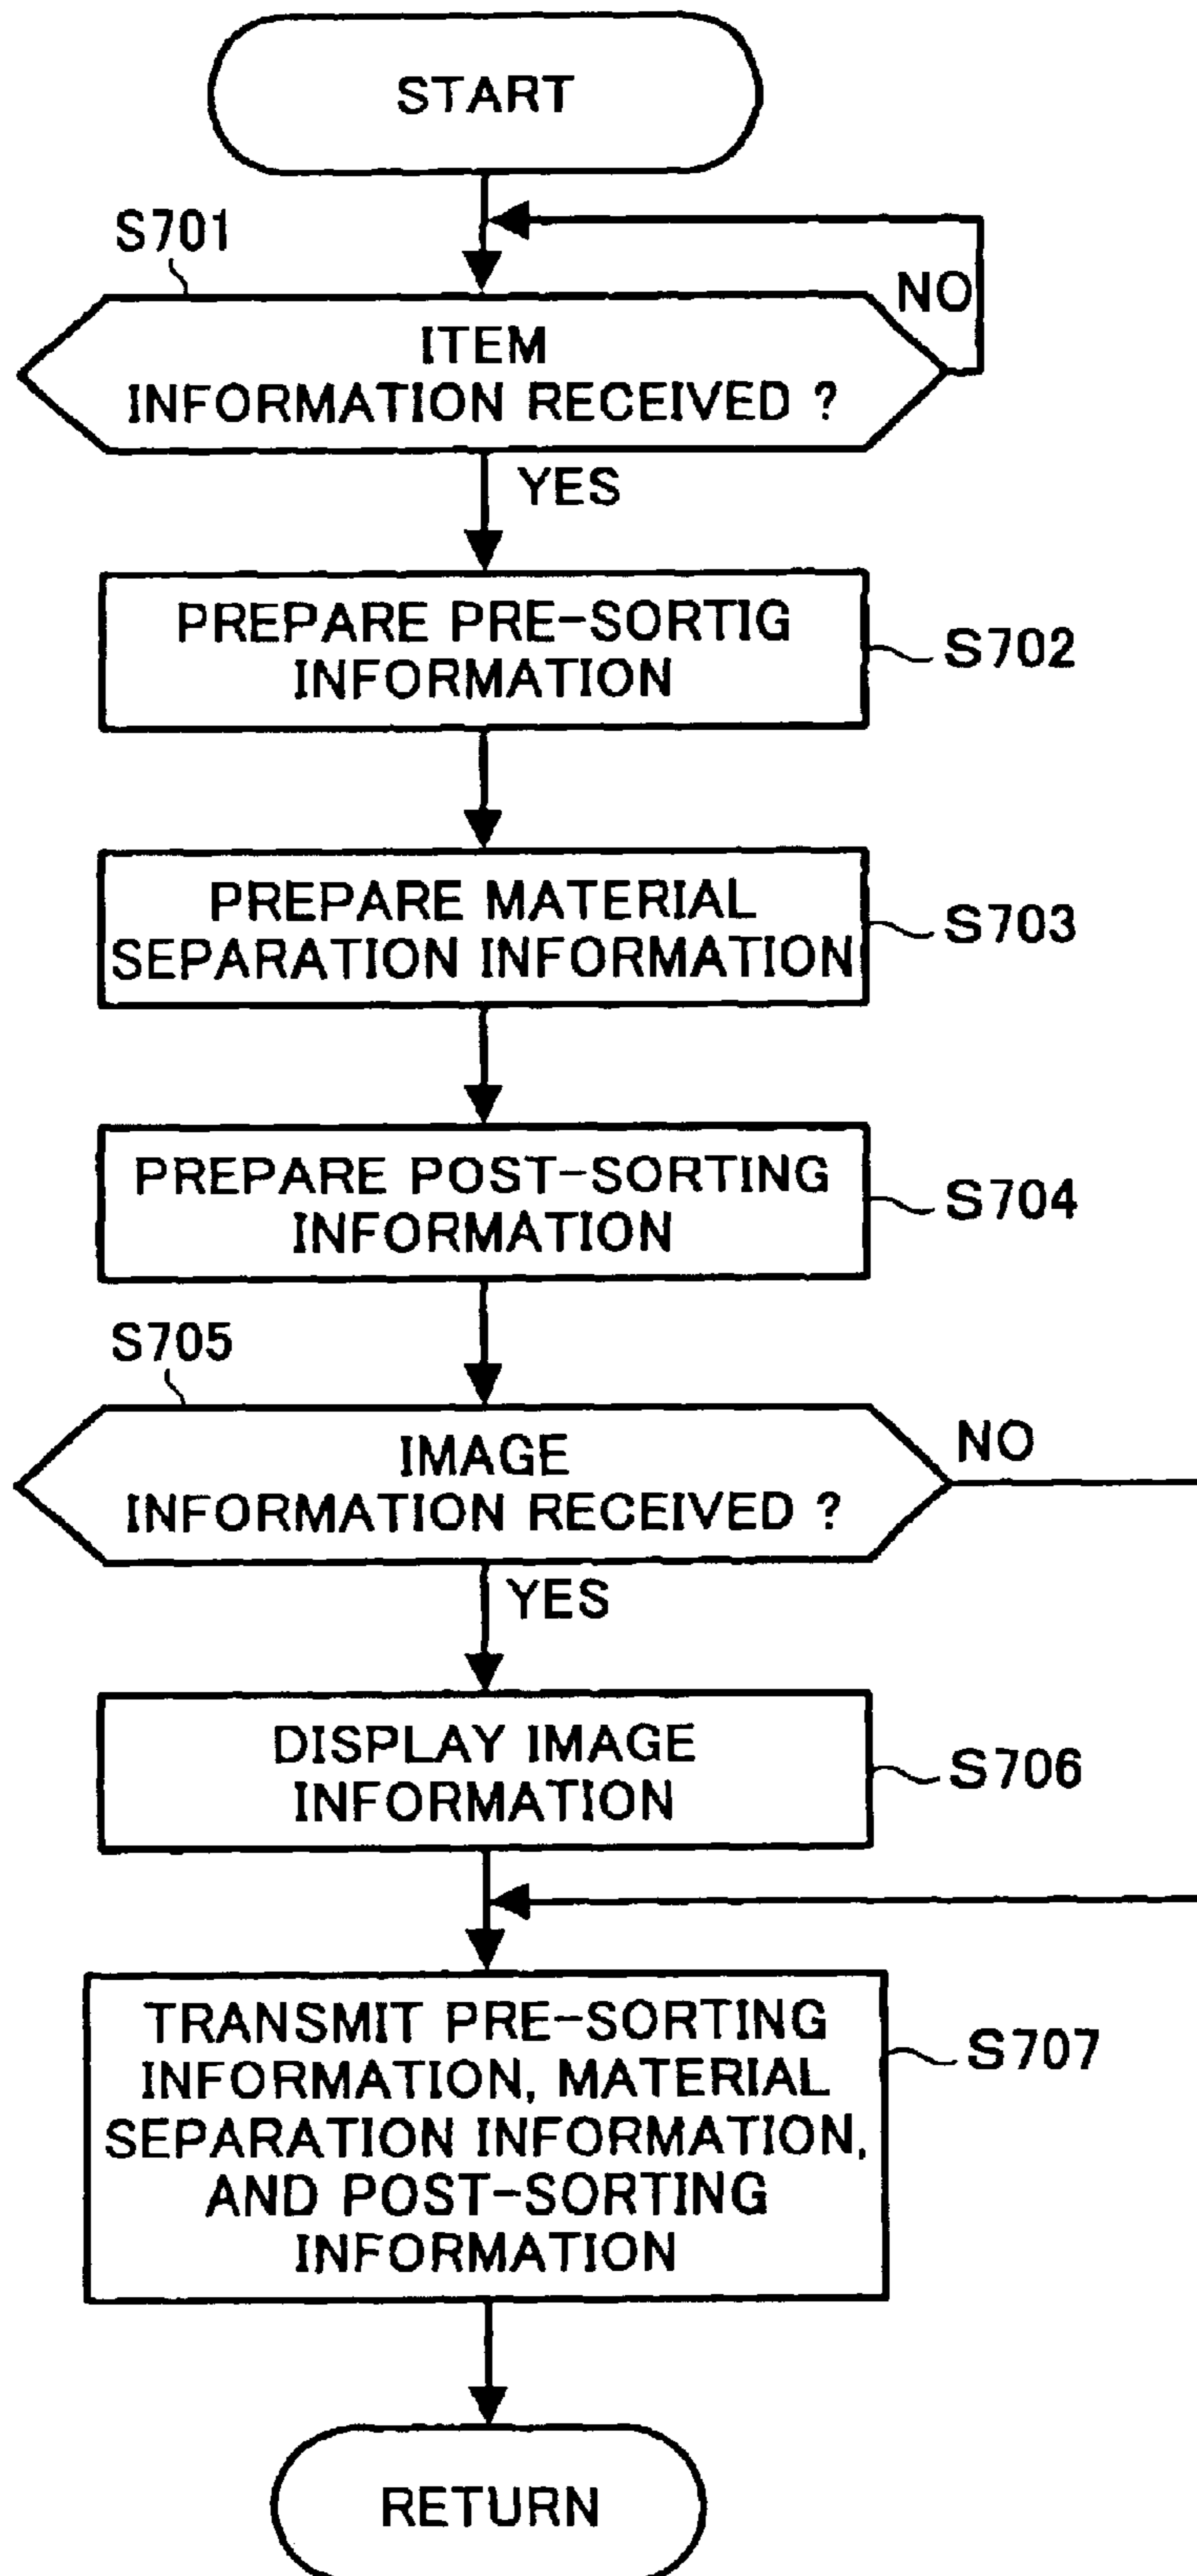 START
S701
NO
ITEM
INFORMATION RECEIVED ?
YES
PREPARE PRE-SORTIG
INFORMATION
S702
PREPARE MATERIAL
SEPARATION INFORMATION
S703
PREPARE POST-SORTING
INFORMATION
S704
S705
IMAGE
INFORMATION RECEIVED ?
NO
YES
DISPLAY IMAGE
INFORMATION
S706
TRANSMIT PRE-SORTING
INFORMATION, MATERIAL
SEPARATION INFORMATION,
AND POST-SORTING
INFORMATION
S707
RETURN